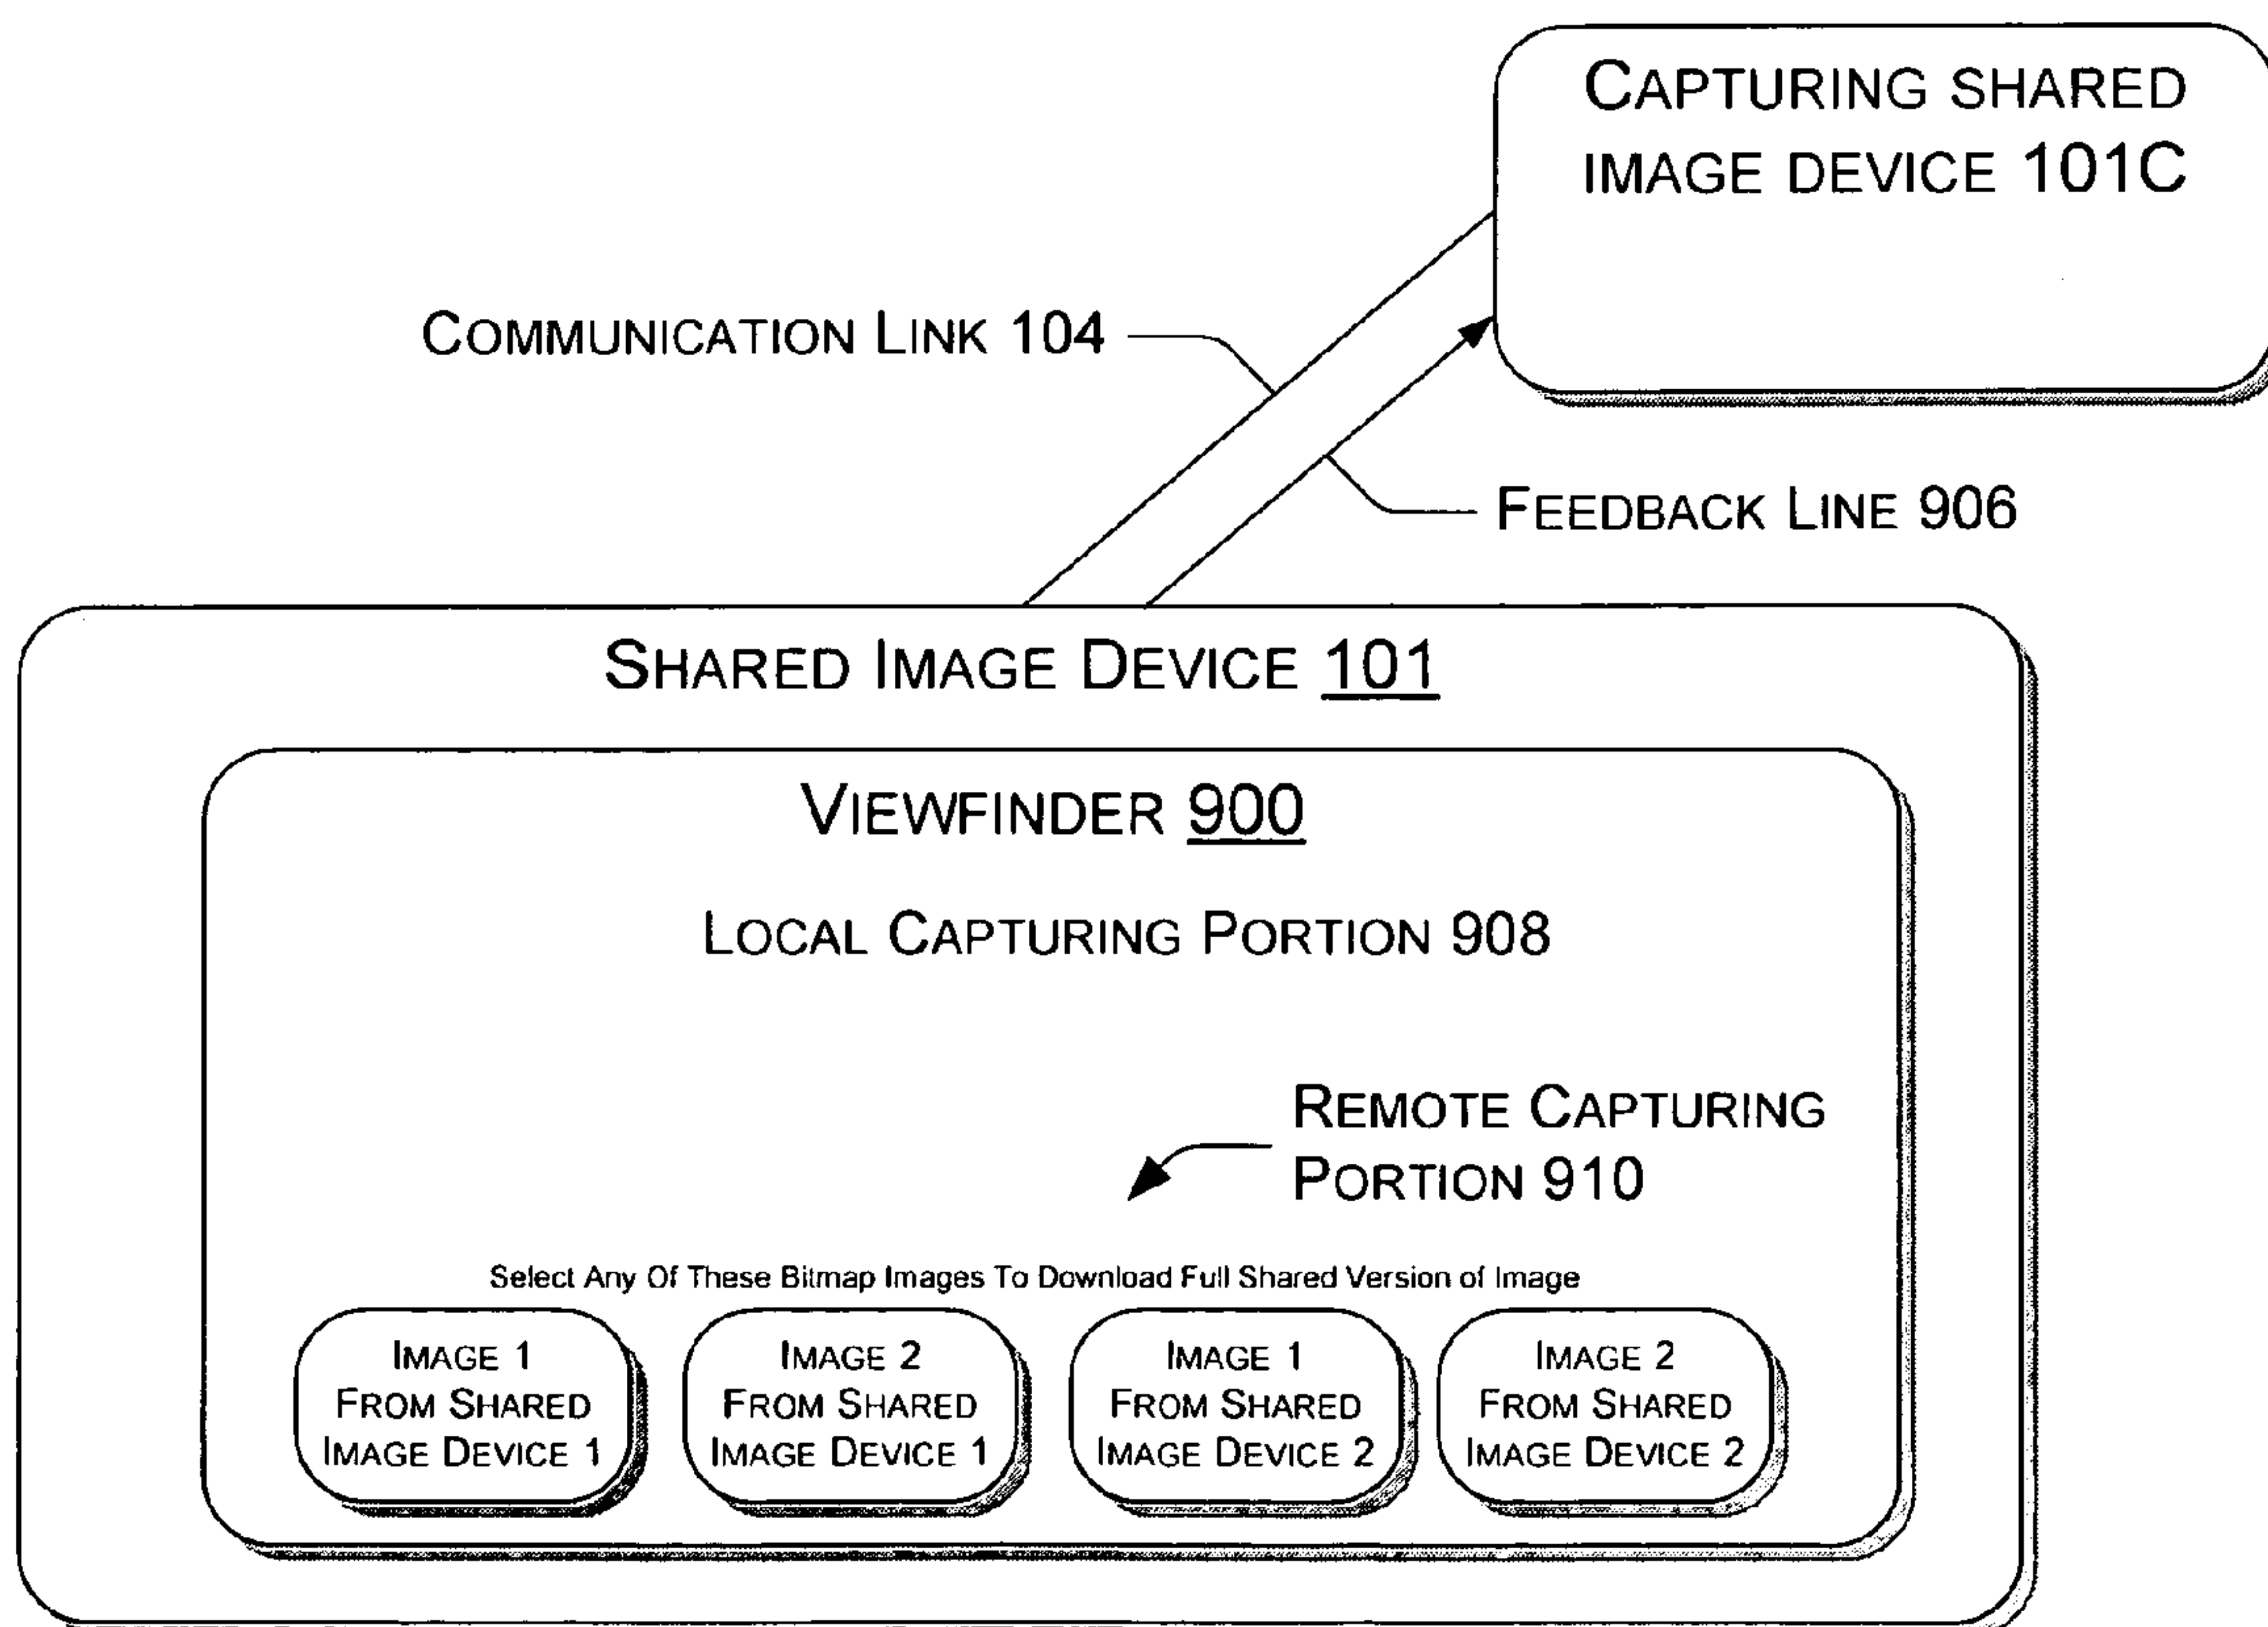 CAPTURING SHARED
IMAGE DEVICE 101C
COMMUNICATION LINK 104
FEEDBACK LINE 906
SHARED IMAGE DEVICE 101
VIEWFINDER 900
LOCAL CAPTURING PORTION 908
REMOTE CAPTURING
PORTION 910
Select Any Of These Bitmap Images To Download Full Shared Version of Image
IMAGE 1
FROM SHARED
IMAGE DEVICE 1
IMAGE 2
FROM SHARED
IMAGE DEVICE 1
IMAGE 1
FROM SHARED
IMAGE DEVICE 2
IMAGE 2
FROM SHARED
IMAGE DEVICE 2